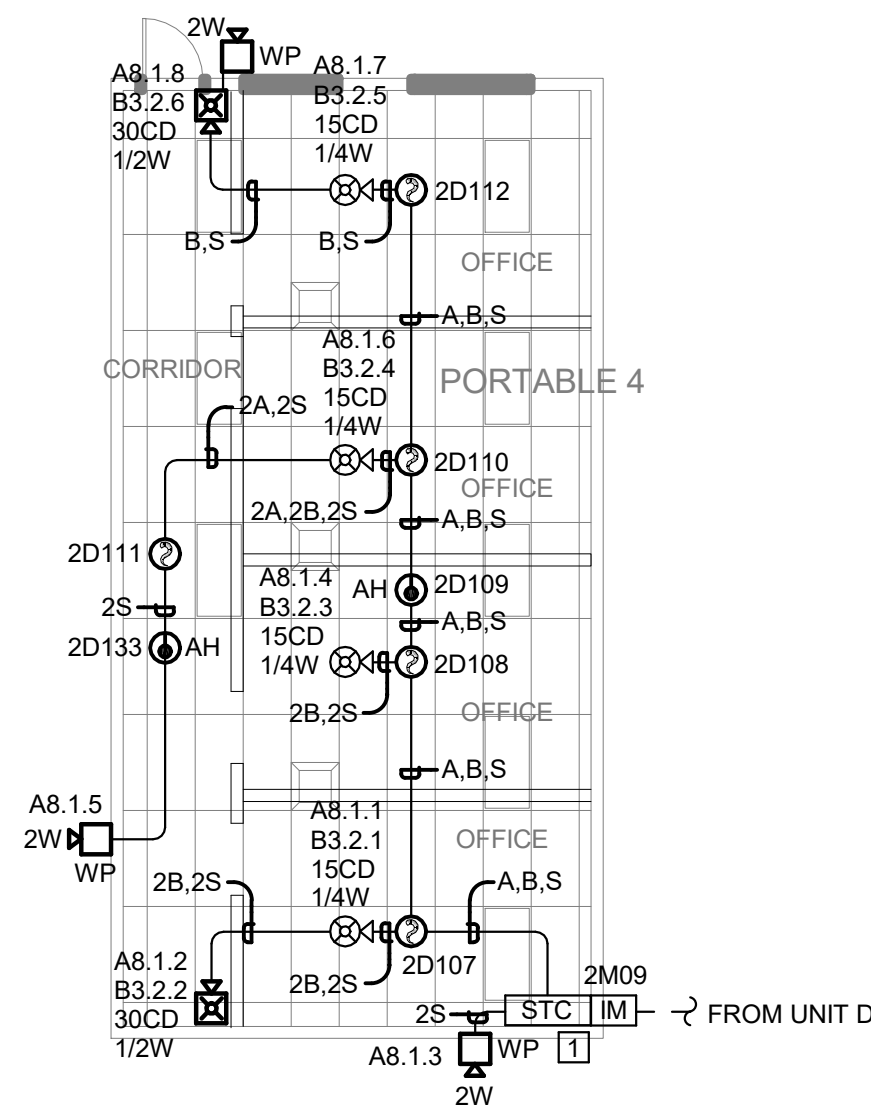 2W
WP
A8.1.8
B3.2.6
30CD
1/2W
A8.1.7
B3.2.5
15CD
1/4W
2D112
B,S
B,S
OFFICE
A,B,S
A8.1.6
B3.2.4
15CD
1/4W
CORRIDOR
PORTABLE 4
2A,2S
2D110
OFFICE
2A,2B,2S
A,B,S
2D111
A8.1.4
B3.2.3
15CD
1/4W
AH
2D109
2S
A,B,S
2D133
AH
2D108
2B,2S
OFFICE
A,B,S
A8.1.5
2W
WP
A8.1.1
B3.2.1
15CD
1/4W
OFFICE
2B,2S
A,B,S
2D107
2B,2S
A8.1.2
B3.2.2
30CD
1/2W
2M09
2S
STC
IM
FROM UNIT D
A8.1.3
WP
1
2W